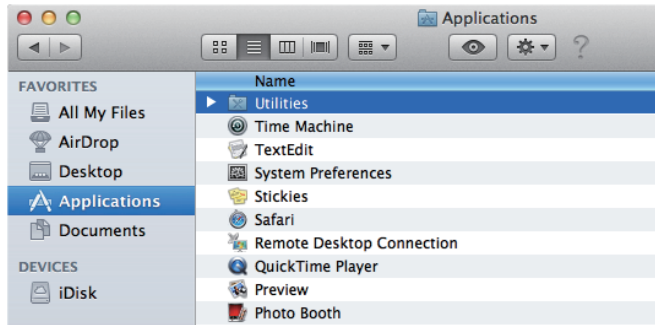 Applications
?
FAVORITES
All My Files
AirDrop
Desktop
Applications
Documents
DEVICES
iDisk
Name
Utilities
Time Machine
TextEdit
System Preferences
Stickies
Safari
Remote Desktop Connection
QuickTime Player
Preview
Photo Booth